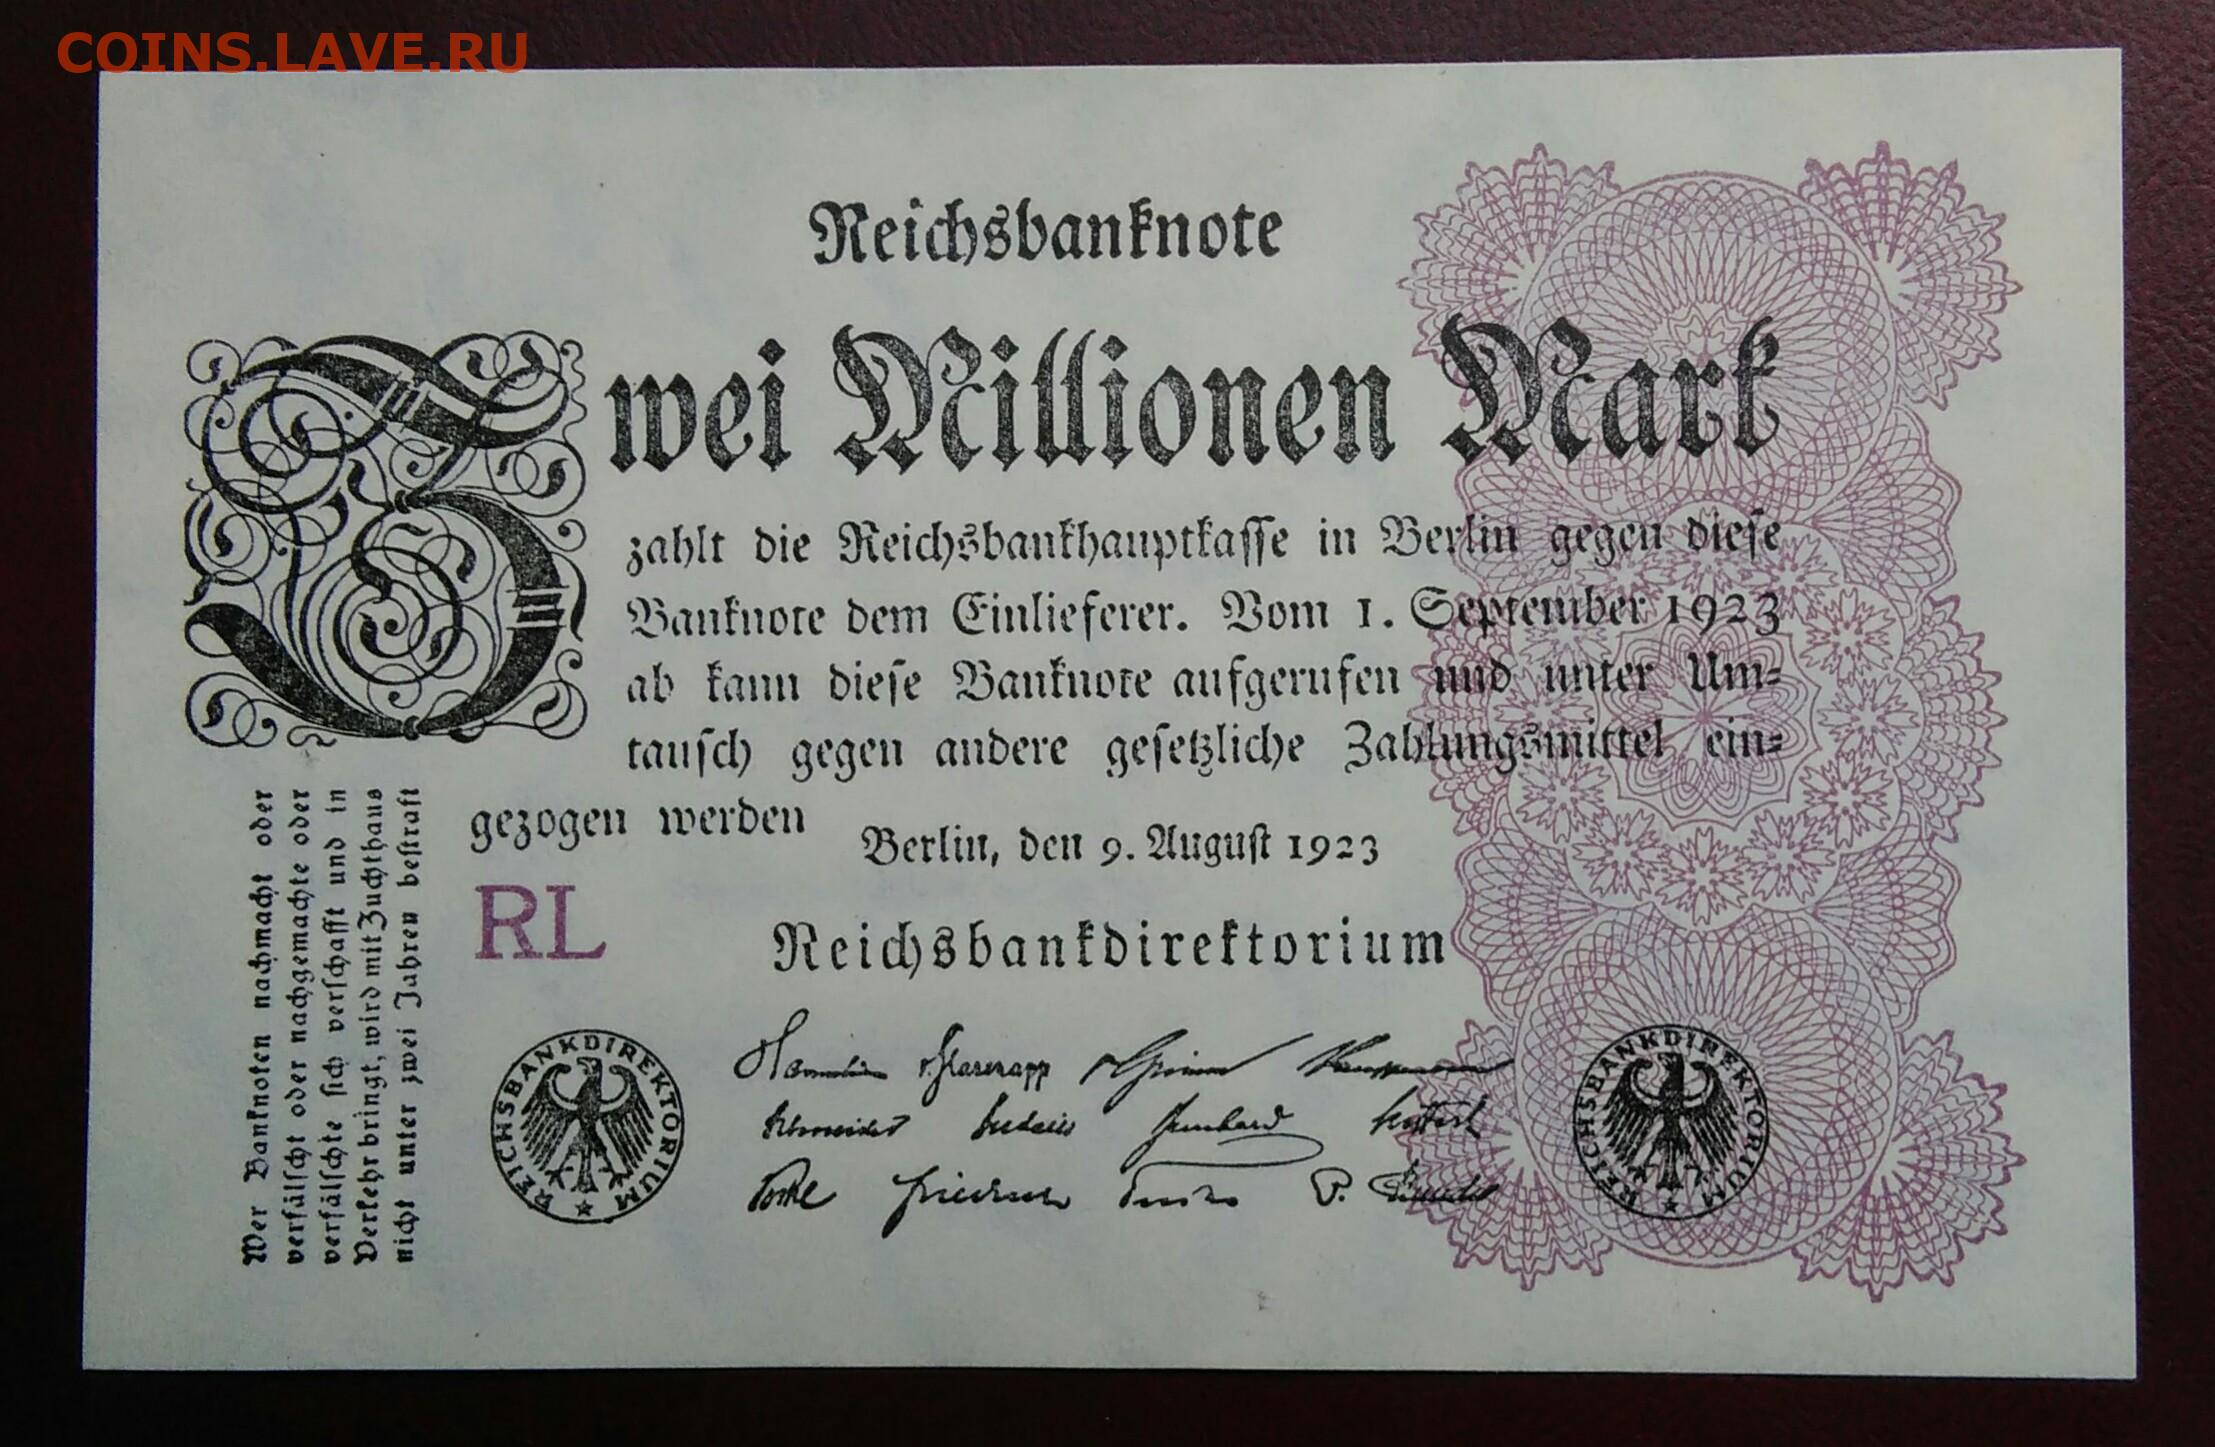 COINS.LAVE.RU
Reichsbanknote
Zwei Millionen Mark
zahlt die Reichsbankhauptkasse in Berlin gegen diese
Banknote dem Einlieferer. Vom 1. September 1923
ab kann diese Banknote aufgerufen und unter Um-
tausch gegen andere gesetzliche Zahlungsmittel ein-
gezogen werden
Berlin, den 9. August 1923
RL
Reichsbankdirektorium
Wer Banknoten nachmacht oder
verfälscht oder nachgemachte oder
verfälschte sich verschafft und in
Verkehr bringt, wird mit Zuchthaus
nicht unter zwei Jahren bestraft
REICHSBANKDIREKTORIUM
v. Glasenapp
Schneider
REICHSBANKDIREKTORIUM